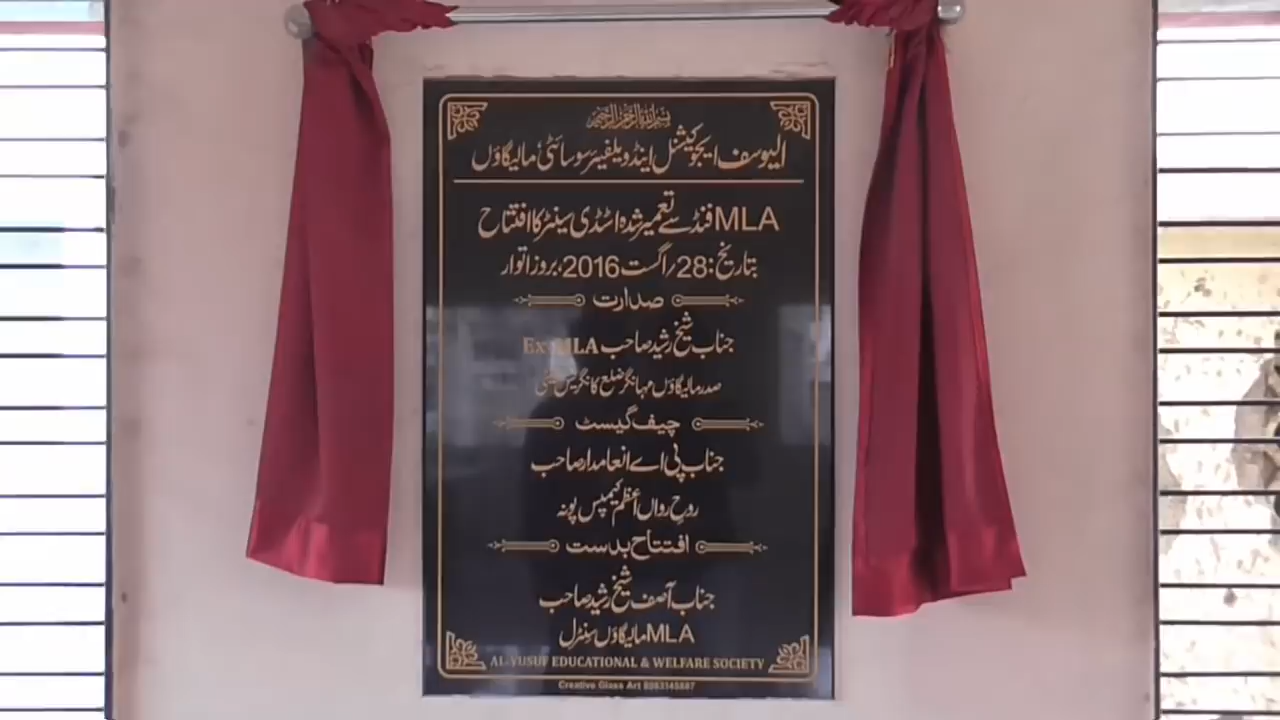 بسم اللہ الرحمن الرحیم
الیوسف ایجوکیشنل اینڈ ویلفیئر سوسائٹی، مالیگاؤں
MLA فنڈ سے تعمیر شدہ اسٹڈی سینٹر کا افتتاح
بتاریخ: 28/ اگست 2016، بروز اتوار
صدارت
جناب شیخ رشید صاحب Ex MLA
صدر مالیگاؤں مہانگر ضلع کانگریس کمیٹی
چیف گیسٹ
جناب پی اے انعامدار صاحب
روحِ رواں اعظم کیمپس پونہ
افتتاح بدست
جناب آصف شیخ رشید صاحب
MLA مالیگاؤں سینٹرل
AL-YUSUF EDUCATIONAL & WELFARE SOCIETY
Creative Glass Art